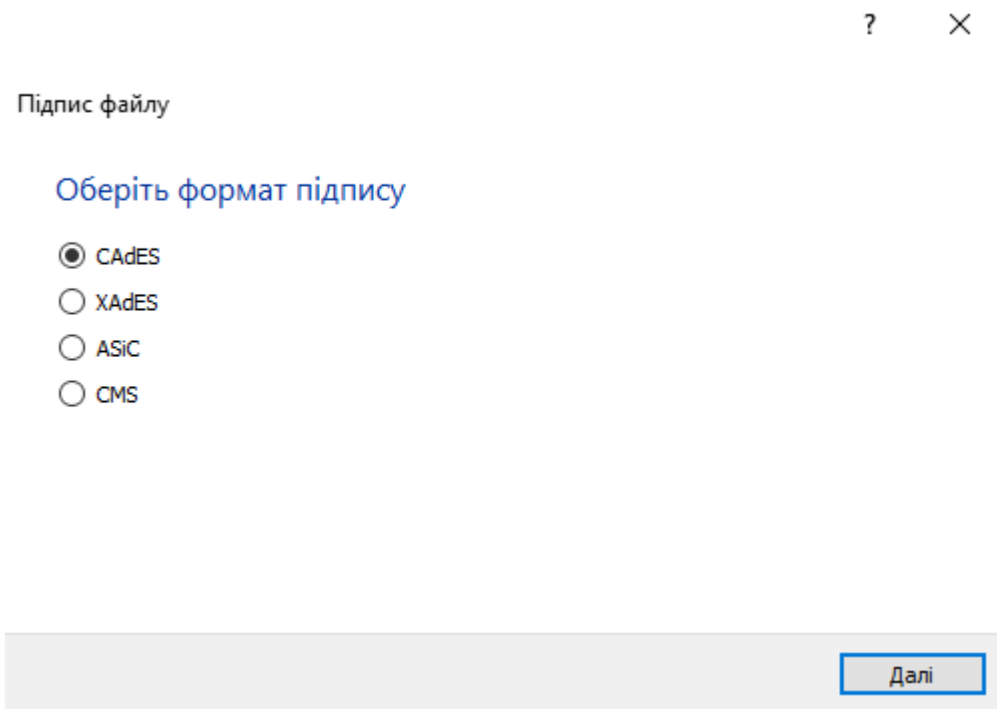 ?
Підпис файлу
Оберіть формат підпису
CAdES
XAdES
ASiC
CMS
Далі